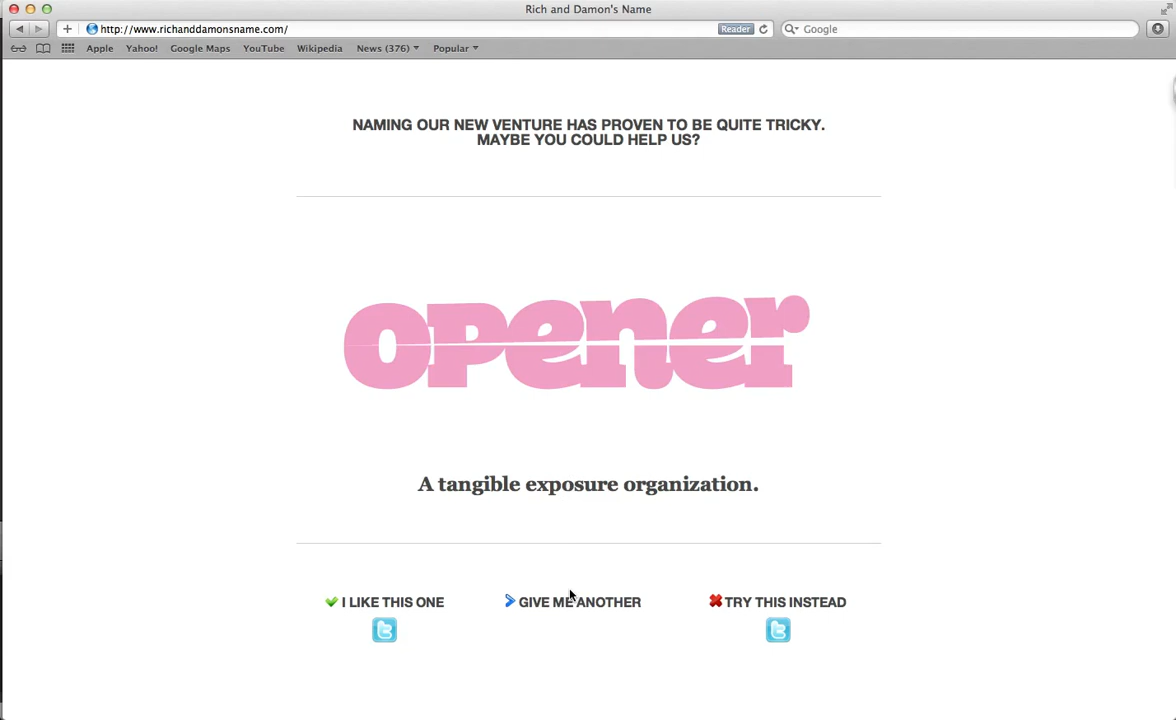 Rich and Damon's Name
http://www.richanddamonsname.com/
Reader
Google
Apple
Yahoo!
Google Maps
YouTube
Wikipedia
News (376)
Popular
NAMING OUR NEW VENTURE HAS PROVEN TO BE QUITE TRICKY.
MAYBE YOU COULD HELP US?
opener
A tangible exposure organization.
I LIKE THIS ONE
GIVE ME ANOTHER
TRY THIS INSTEAD